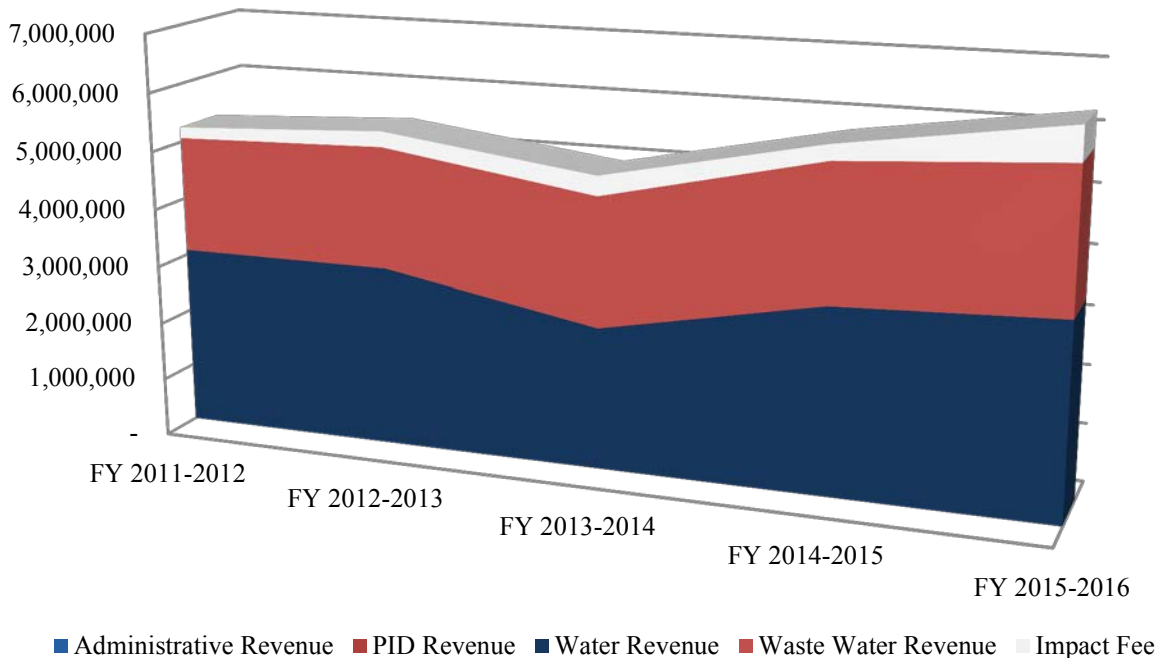 7,000,000
6,000,000
5,000,000
4,000,000
3,000,000
2,000,000
1,000,000
-
FY 2011-2012
FY 2012-2013
FY 2013-2014
FY 2014-2015
FY 2015-2016
Administrative Revenue PID Revenue Water Revenue Waste Water Revenue Impact Fee